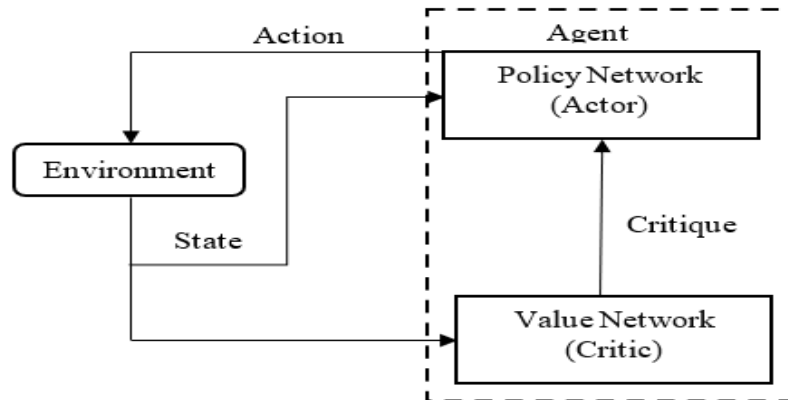 Action
Agent
Policy Network
(Actor)
Environment
State
Critique
Value Network
(Critic)